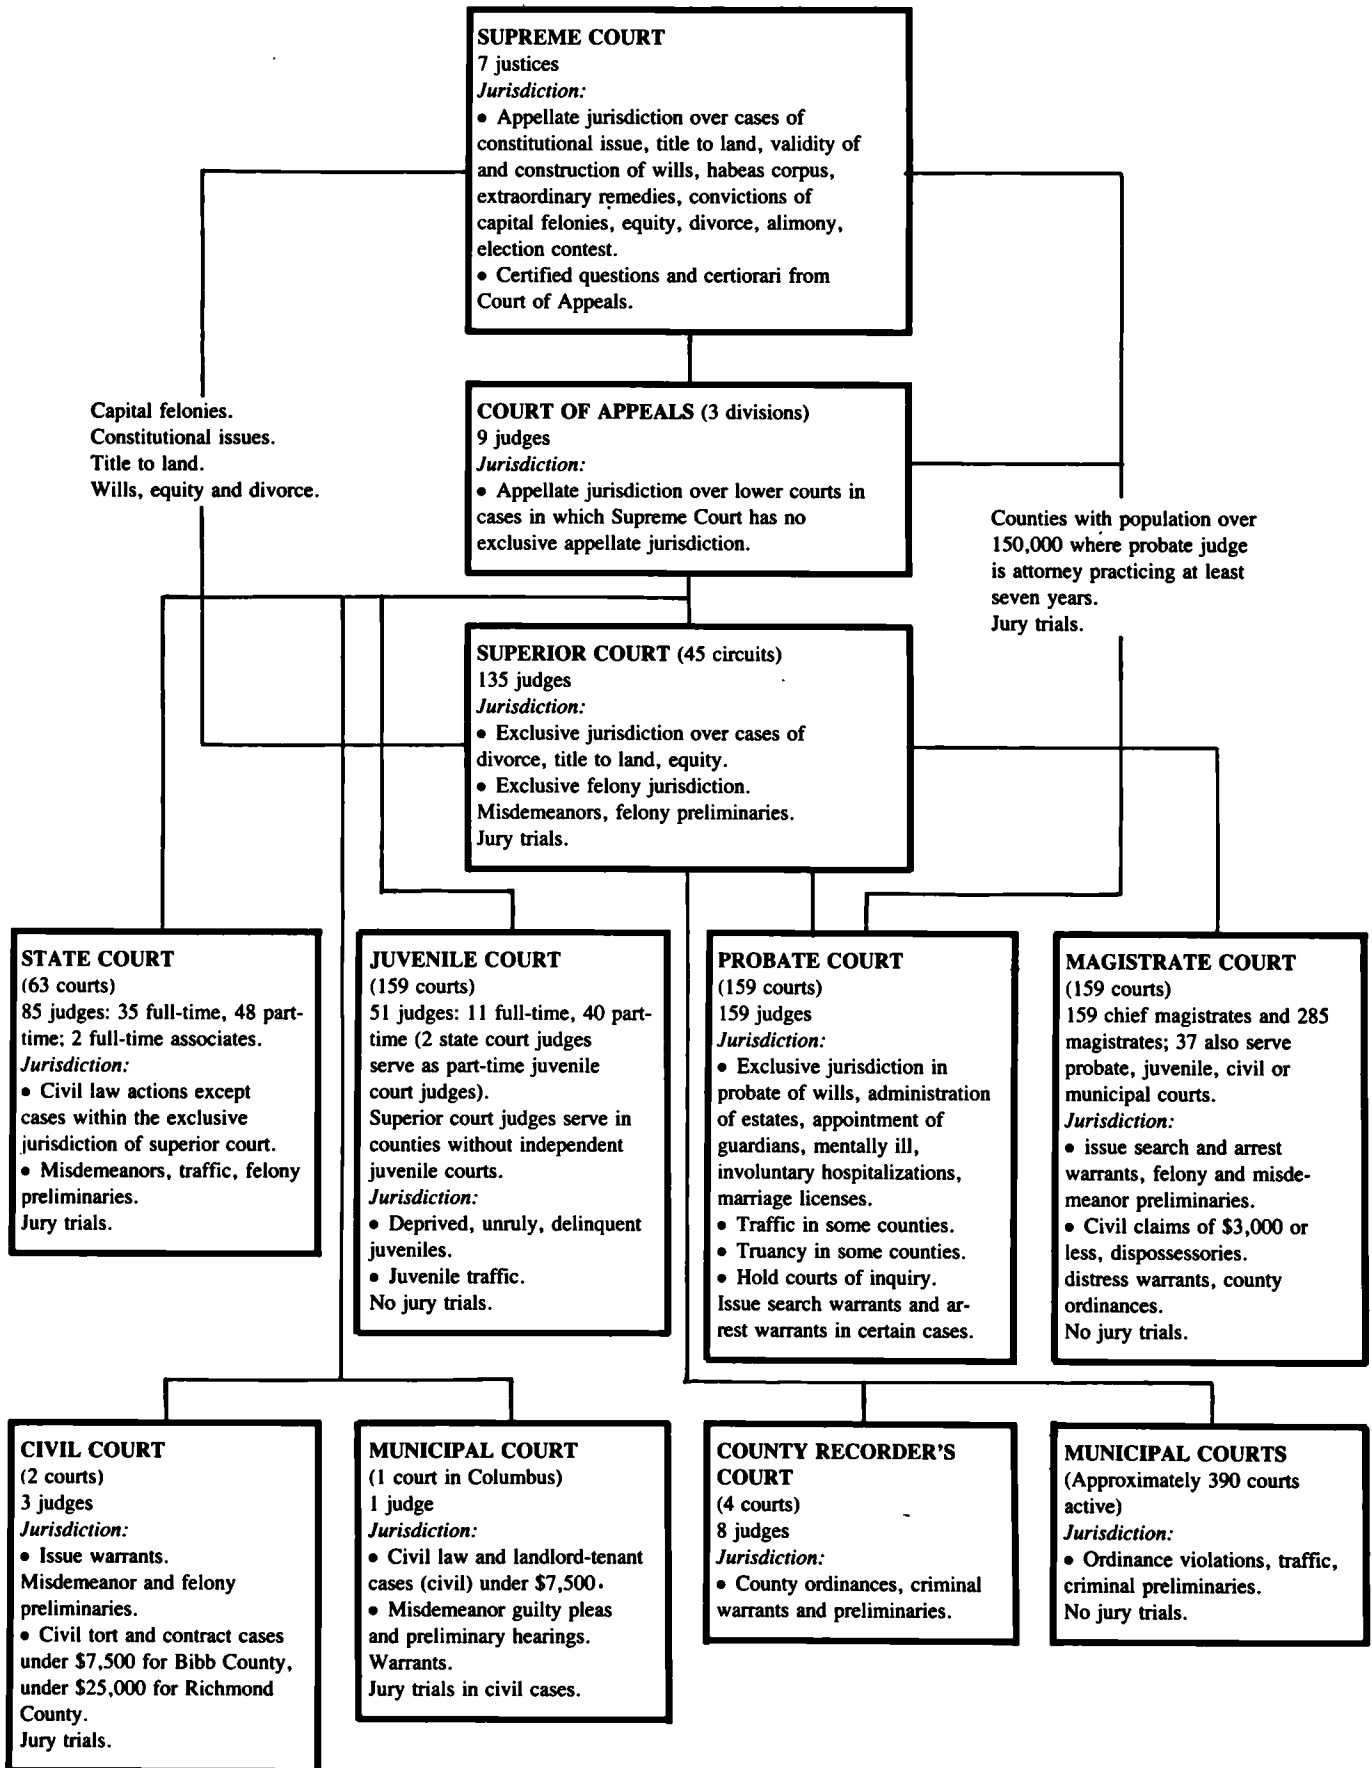 SUPREME COURT
7 justices
Jurisdiction:
• Appellate jurisdiction over cases of
constitutional issue, title to land, validity of
and construction of wills, habeas corpus,
extraordinary remedies, convictions of
capital felonies, equity, divorce, alimony,
election contest.
• Certified questions and certiorari from
Court of Appeals.
Capital felonies.
Constitutional issues.
Title to land.
Wills, equity and divorce.
COURT OF APPEALS (3 divisions)
9 judges
Jurisdiction:
• Appellate jurisdiction over lower courts in
cases in which Supreme Court has no
exclusive appellate jurisdiction.
Counties with population over
150,000 where probate judge
is attorney practicing at least
seven years.
Jury trials.
SUPERIOR COURT (45 circuits)
135 judges
Jurisdiction:
• Exclusive jurisdiction over cases of
divorce, title to land, equity.
• Exclusive felony jurisdiction.
Misdemeanors, felony preliminaries.
Jury trials.
STATE COURT
(63 courts)
85 judges: 35 full-time, 48 part-
time; 2 full-time associates.
Jurisdiction:
• Civil law actions except
cases within the exclusive
jurisdiction of superior court.
• Misdemeanors, traffic, felony
preliminaries.
Jury trials.
JUVENILE COURT
(159 courts)
51 judges: 11 full-time, 40 part-
time (2 state court judges
serve as part-time juvenile
court judges).
Superior court judges serve in
counties without independent
juvenile courts.
Jurisdiction:
• Deprived, unruly, delinquent
juveniles.
• Juvenile traffic.
No jury trials.
PROBATE COURT
(159 courts)
159 judges
Jurisdiction:
• Exclusive jurisdiction in
probate of wills, administration
of estates, appointment of
guardians, mentally ill,
involuntary hospitalizations,
marriage licenses.
• Traffic in some counties.
• Truancy in some counties.
• Hold courts of inquiry.
Issue search warrants and ar-
rest warrants in certain cases.
MAGISTRATE COURT
(159 courts)
159 chief magistrates and 285
magistrates; 37 also serve
probate, juvenile, civil or
municipal courts.
Jurisdiction:
• issue search and arrest
warrants, felony and misde-
meanor preliminaries.
• Civil claims of $3,000 or
less, dispossessories.
distress warrants, county
ordinances.
No jury trials.
CIVIL COURT
(2 courts)
3 judges
Jurisdiction:
• Issue warrants.
Misdemeanor and felony
preliminaries.
• Civil tort and contract cases
under $7,500 for Bibb County,
under $25,000 for Richmond
County.
Jury trials.
MUNICIPAL COURT
(1 court in Columbus)
1 judge
Jurisdiction:
• Civil law and landlord-tenant
cases (civil) under $7,500.
• Misdemeanor guilty pleas
and preliminary hearings.
Warrants.
Jury trials in civil cases.
COUNTY RECORDER'S
COURT
(4 courts)
8 judges
Jurisdiction:
• County ordinances, criminal
warrants and preliminaries.
MUNICIPAL COURTS
(Approximately 390 courts
active)
Jurisdiction:
• Ordinance violations, traffic,
criminal preliminaries.
No jury trials.